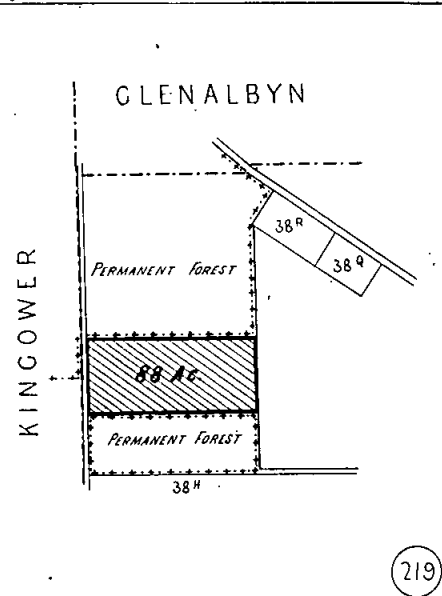 GLENALBYN
KINGOWER
38R
38Q
PERMANENT FOREST
88 Ac.
PERMANENT FOREST
38H
219